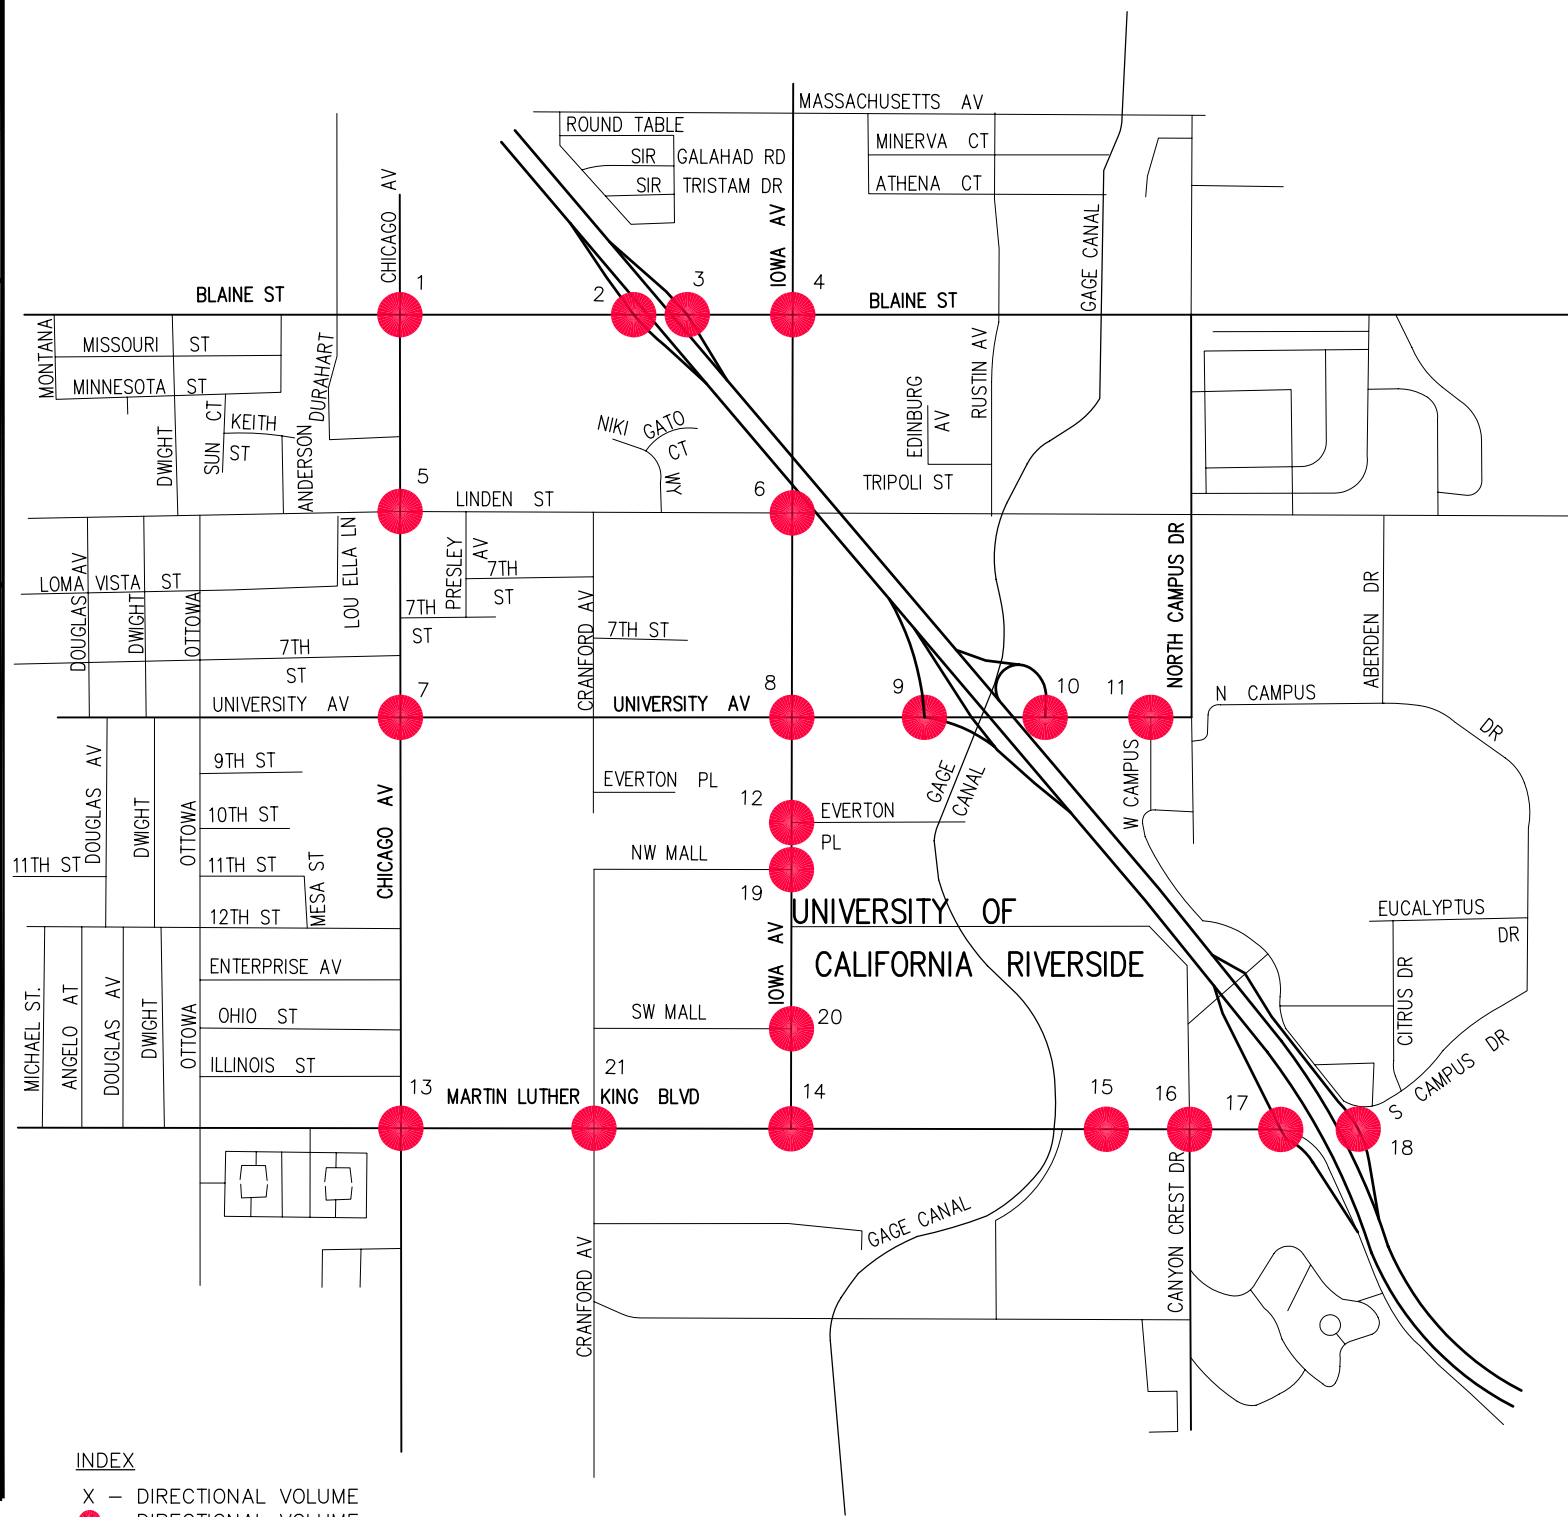 MASSACHUSETTS AV
ROUND TABLE
MINERVA CT
SIR GALAHAD RD
SIR TRISTAM DR
ATHENA CT
CHICAGO AV
IOWA AV
GAGE CANAL
1
2
3
4
BLAINE ST
BLAINE ST
MONTANA
MISSOURI ST
MINNESOTA ST
DURAHART
SUN CT
KEITH
ST
DWIGHT
ANDERSON
NIKI GATO
CT
WY
EDINBURG
AV
RUSTIN AV
TRIPOLI ST
5
LINDEN ST
6
NORTH CAMPUS DR
LOMA VISTA ST
DOUGLAS AV
DWIGHT
OTTOWA
LOU ELLA LN
PRESLEY
AV
7TH
ST
7TH
ST
CRANFORD AV
7TH ST
7TH
ST
ABERDEN DR
7
8
9
10
11
UNIVERSITY AV
UNIVERSITY AV
N CAMPUS
DR
DOUGLAS AV
DWIGHT
OTTOWA
9TH ST
10TH ST
11TH ST
11TH ST
12TH ST
MESA ST
CHICAGO AV
EVERTON PL
12
EVERTON
PL
GAGE
CANAL
W CAMPUS
NW MALL
19
UNIVERSITY OF
CALIFORNIA RIVERSIDE
IOWA AV
EUCALYPTUS
DR
CITRUS DR
MICHAEL ST.
ANGELO AT
DOUGLAS AV
DWIGHT
OTTOWA
ENTERPRISE AV
OHIO ST
ILLINOIS ST
SW MALL
20
21
13
MARTIN LUTHER KING BLVD
14
15
16
17
18
S CAMPUS DR
CANYON CREST DR
GAGE CANAL
CRANFORD AV
INDEX
X – DIRECTIONAL VOLUME
DIRECTIONAL VOLUME